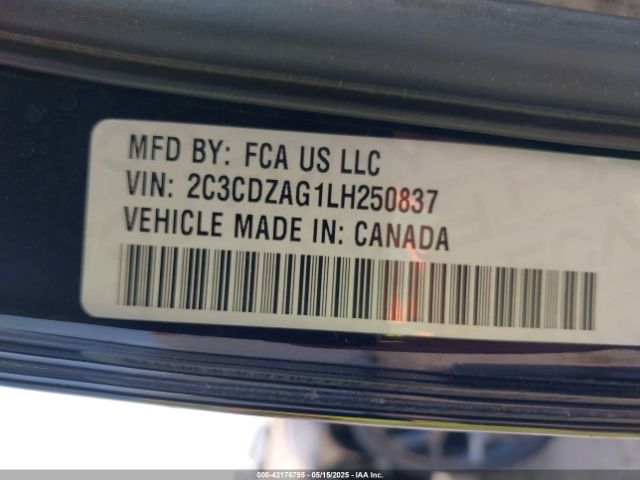 MFD BY: FCA US LLC
VIN: 2C3CDZAG1LH250837
VEHICLE MADE IN: CANADA
000-42176795 - 05/15/2025 - IAA Inc.